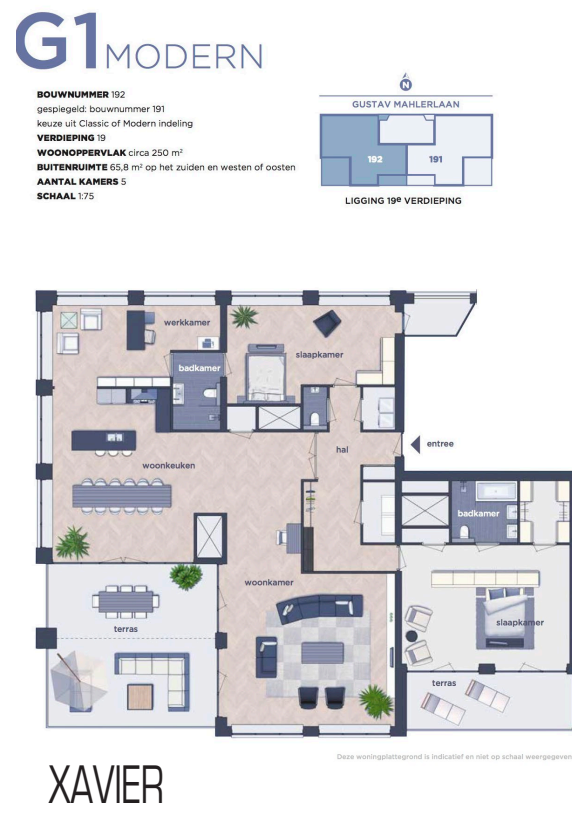 G1 MODERN
BOUWNUMMER 192
gespiegeld: bouwnummer 191
keuze uit Classic of Modern indeling
VERDIEPING 19
WOONOPPERVLAK circa 250 m²
BUITENRUIMTE 65,8 m² op het zuiden en westen of oosten
AANTAL KAMERS 5
SCHAAL 1:75
N
GUSTAV MAHLERLAAN
192
191
LIGGING 19e VERDIEPING
werkkamer
slaapkamer
badkamer
entree
hal
woonkeuken
badkamer
woonkamer
slaapkamer
terras
terras
Deze woningplattegrond is indicatief en niet op schaal weergegeven
XAVIER